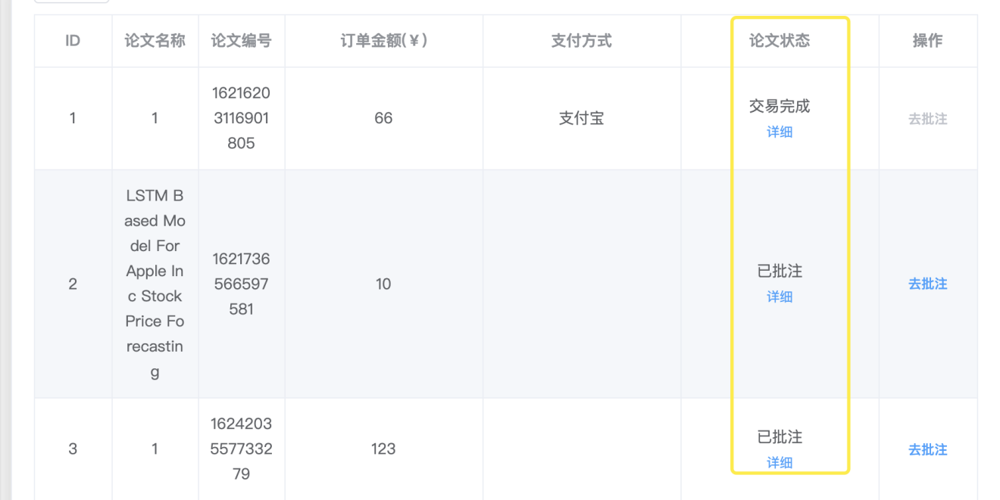 ID 论文名称 论文编号 订单金额(￥) 支付方式 论文状态 操作
1
1
1621620
3116901
805
66
支付宝
交易完成
详细
去批注
2
LSTM B
ased Mo
del For
Apple In
c Stock
Price Fo
recastin
g
1621736
566597
581
10
已批注
详细
去批注
3
1
1624203
5577332
79
123
已批注
详细
去批注